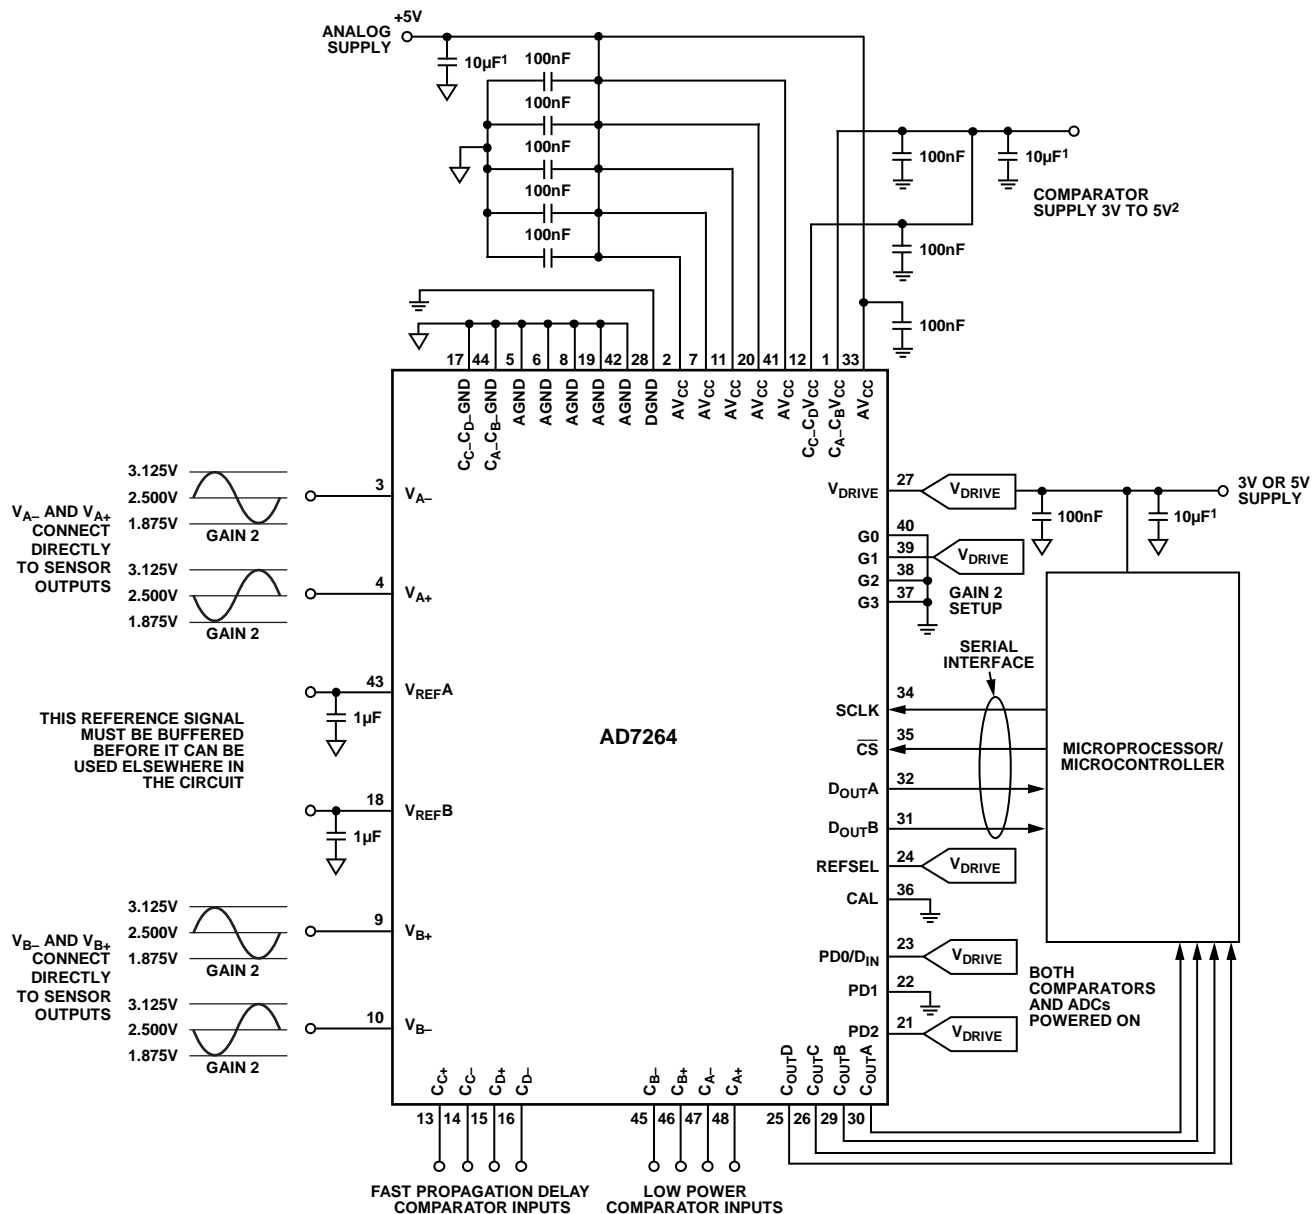 +5V
ANALOG
SUPPLY
10µF1
100nF
100nF
100nF
100nF
100nF
100nF
10µF1
COMPARATOR
SUPPLY 3V TO 5V2
100nF
100nF
17 44 5 6 8 19 42 28 2 7 11 20 41 12 1 33
CC–CD–GND
CA–CB–GND
AGND
AGND
AGND
AGND
AGND
DGND
AVCC
AVCC
AVCC
AVCC
AVCC
CC–CDVCC
CA–CBVCC
AVCC
VA– AND VA+
CONNECT
DIRECTLY
TO SENSOR
OUTPUTS
3.125V
2.500V
1.875V
GAIN 2
3
VA–
3.125V
2.500V
1.875V
GAIN 2
4
VA+
THIS REFERENCE SIGNAL
MUST BE BUFFERED
BEFORE IT CAN BE
USED ELSEWHERE IN
THE CIRCUIT
43
VREFA
1µF
18
VREFB
1µF
VB– AND VB+
CONNECT
DIRECTLY
TO SENSOR
OUTPUTS
3.125V
2.500V
1.875V
GAIN 2
9
VB+
3.125V
2.500V
1.875V
GAIN 2
10
VB–
AD7264
VDRIVE
27
VDRIVE
100nF
10µF1
3V OR 5V
SUPPLY
G0
40
G1
39
VDRIVE
G2
38
G3
37
GAIN 2
SETUP
SERIAL
INTERFACE
SCLK
34
CS
35
DOUTA
32
DOUTB
31
MICROPROCESSOR/
MICROCONTROLLER
REFSEL
24
VDRIVE
CAL
36
PD0/DIN
23
VDRIVE
PD1
22
PD2
21
VDRIVE
BOTH
COMPARATORS
AND ADCs
POWERED ON
CC+
CC–
CD+
CD–
CB–
CB+
CA–
CA+
COUTD
COUTC
COUTB
COUTA
13 14 15 16 45 46 47 48 25 26 29 30
FAST PROPAGATION DELAY
COMPARATOR INPUTS
LOW POWER
COMPARATOR INPUTS